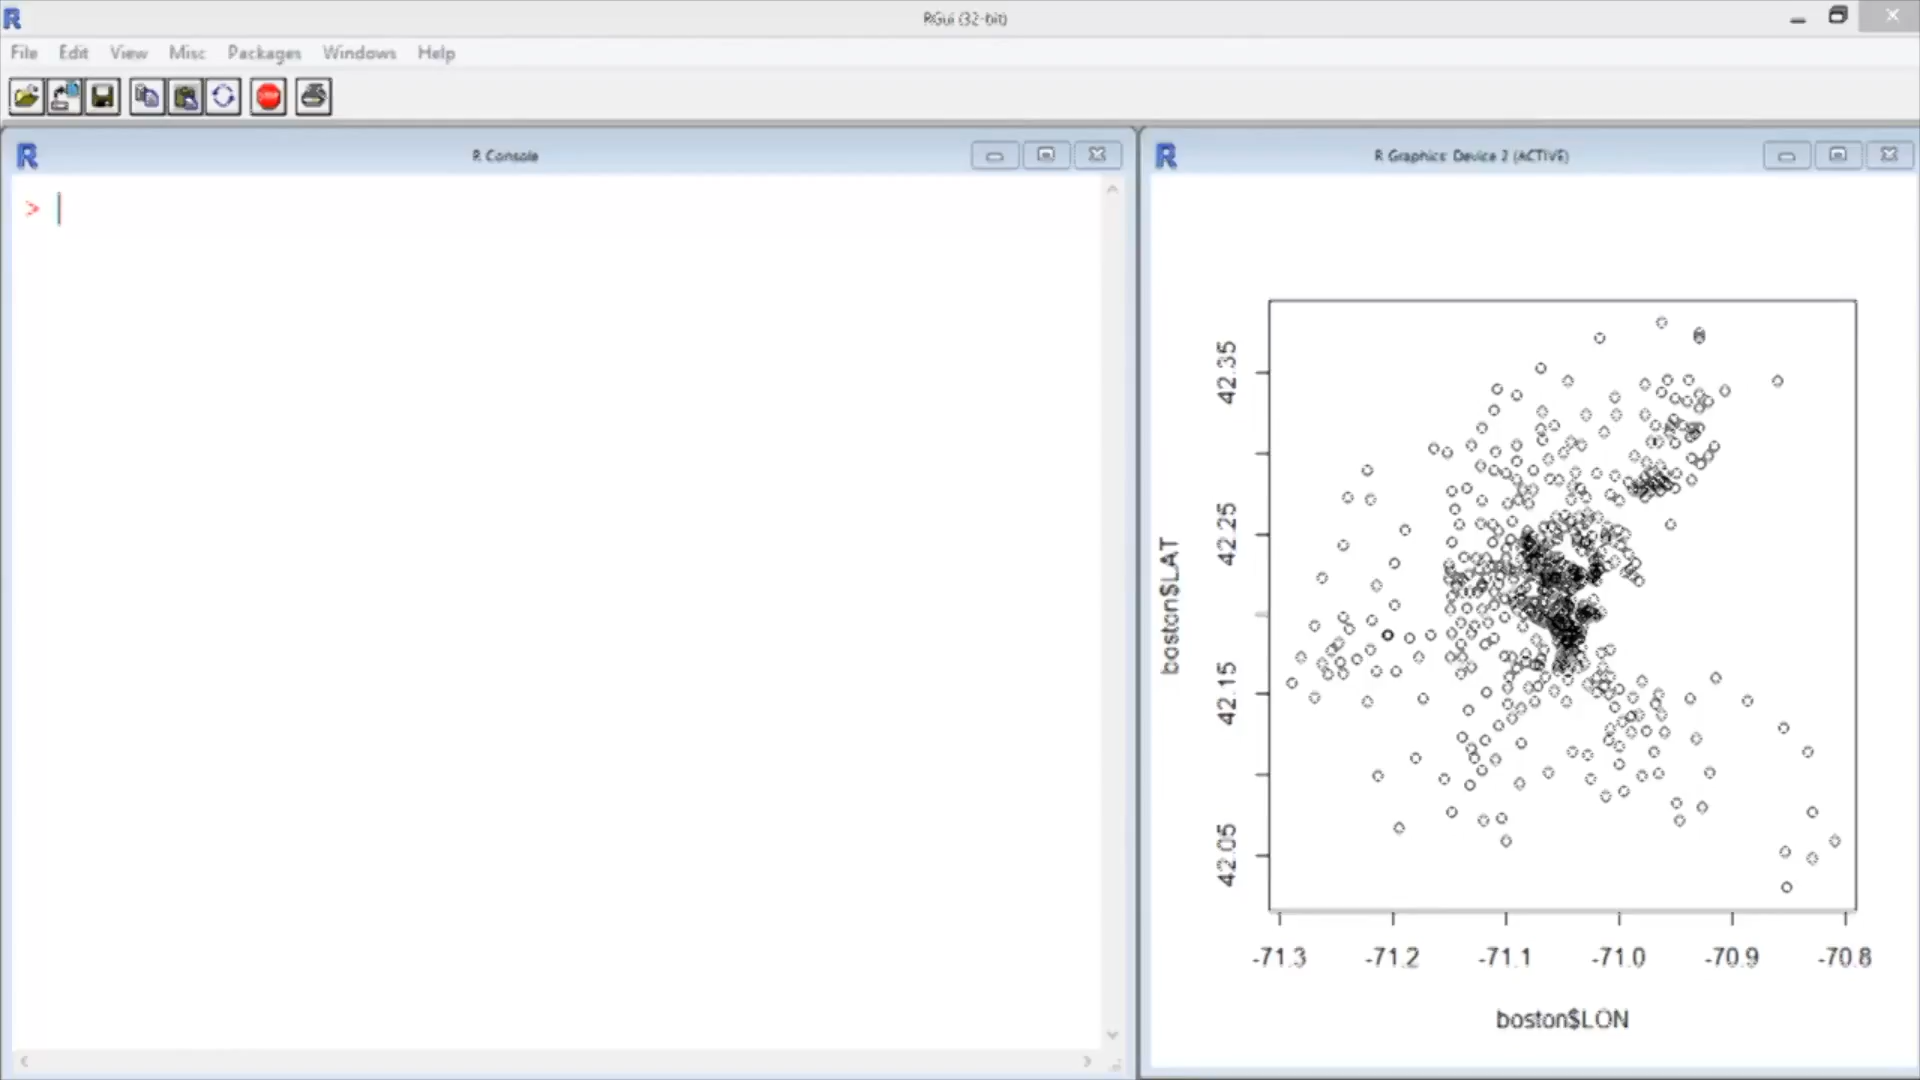 RGui (32-bit)
File Edit View Misc Packages Windows Help
STOP
R Console
R Graphics: Device 2 (ACTIVE)
>
42.35
42.25
42.15
42.05
boston$LAT
-71.3 -71.2 -71.1 -71.0 -70.9 -70.8
boston$LON